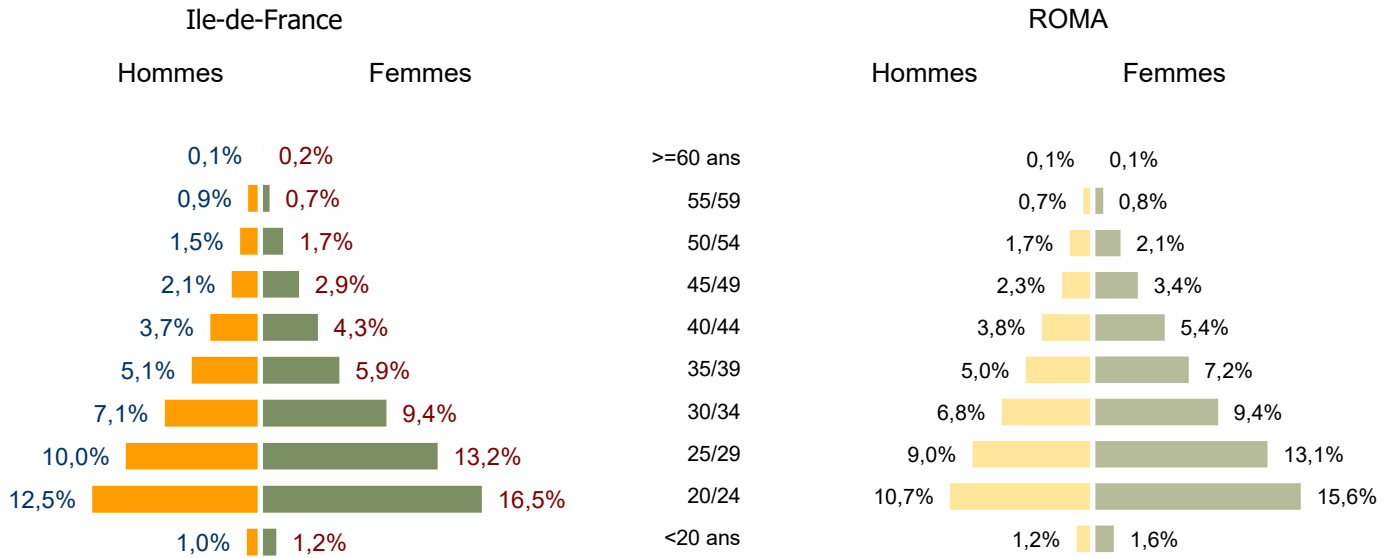 Ile-de-France ROMA
Hommes Femmes Hommes Femmes
0,1% 0,2% >=60 ans 0,1% 0,1%
0,9% 0,7% 55/59 0,7% 0,8%
1,5% 1,7% 50/54 1,7% 2,1%
2,1% 2,9% 45/49 2,3% 3,4%
3,7% 4,3% 40/44 3,8% 5,4%
5,1% 5,9% 35/39 5,0% 7,2%
7,1% 9,4% 30/34 6,8% 9,4%
10,0% 13,2% 25/29 9,0% 13,1%
12,5% 16,5% 20/24 10,7% 15,6%
1,0% 1,2% <20 ans 1,2% 1,6%